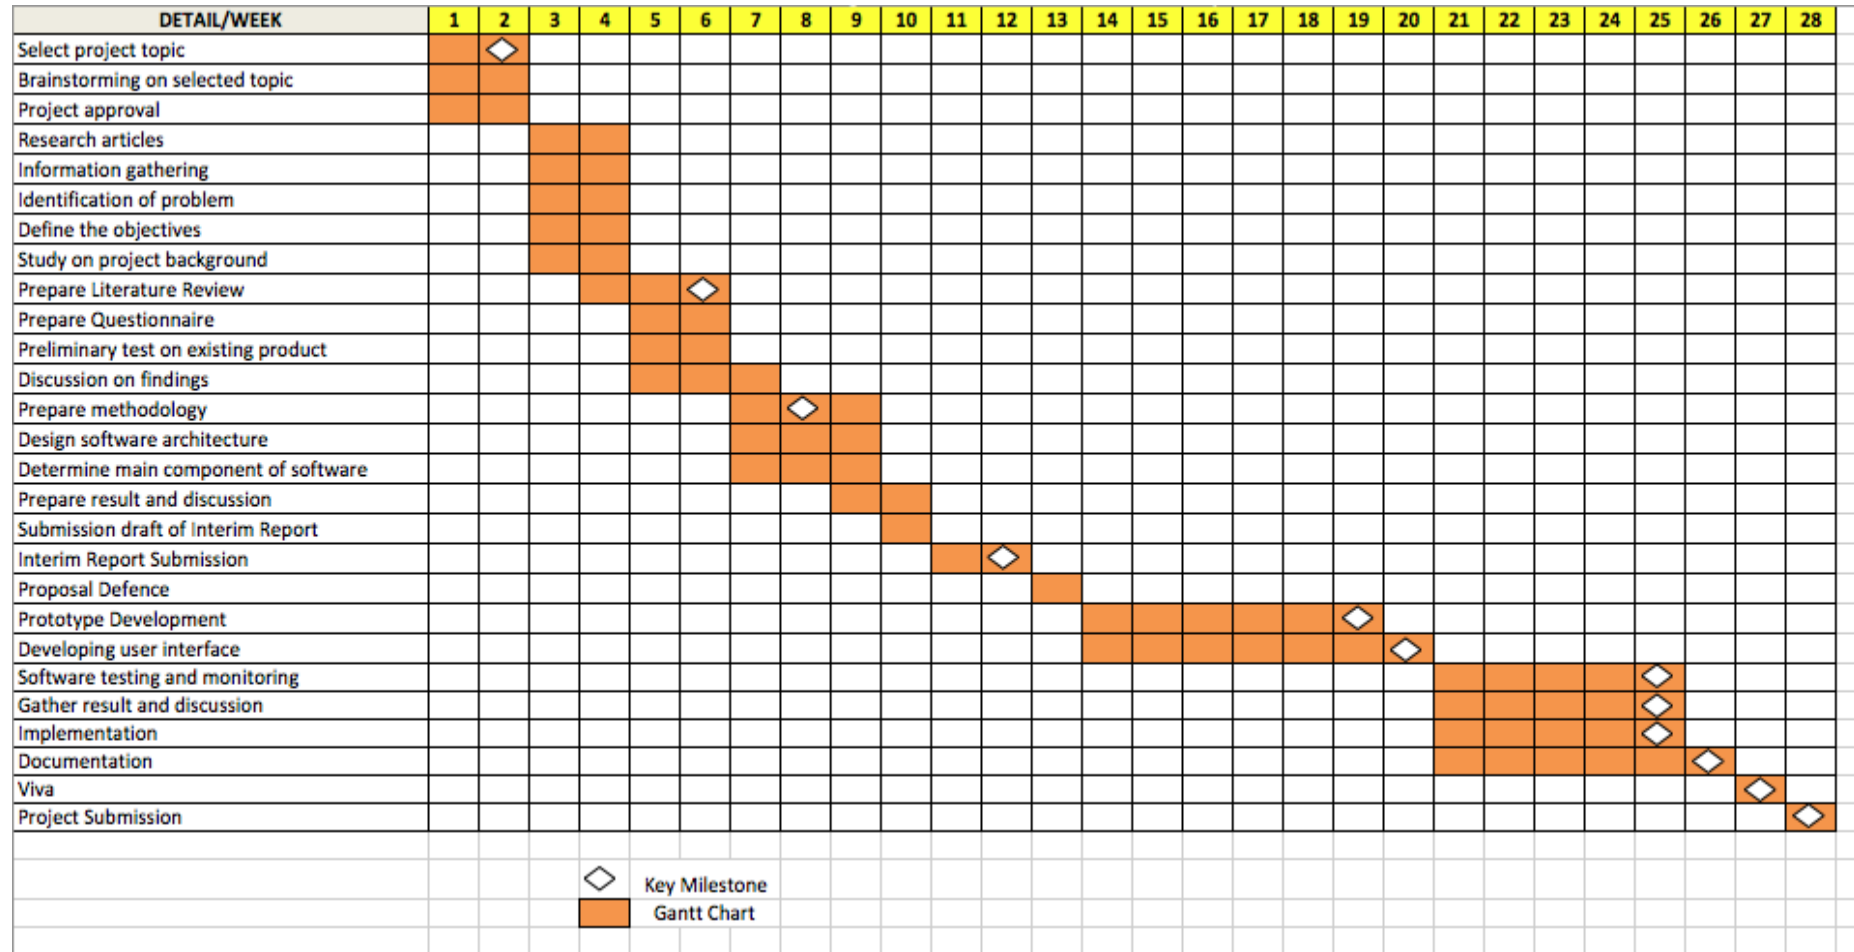 DETAIL/WEEK 1 2 3 4 5 6 7 8 9 10 11 12 13 14 15 16 17 18 19 20 21 22 23 24 25 26 27 28
Select project topic
Brainstorming on selected topic
Project approval
Research articles
Information gathering
Identification of problem
Define the objectives
Study on project background
Prepare Literature Review
Prepare Questionnaire
Preliminary test on existing product
Discussion on findings
Prepare methodology
Design software architecture
Determine main component of software
Prepare result and discussion
Submission draft of Interim Report
Interim Report Submission
Proposal Defence
Prototype Development
Developing user interface
Software testing and monitoring
Gather result and discussion
Implementation
Documentation
Viva
Project Submission
Key Milestone
Gantt Chart